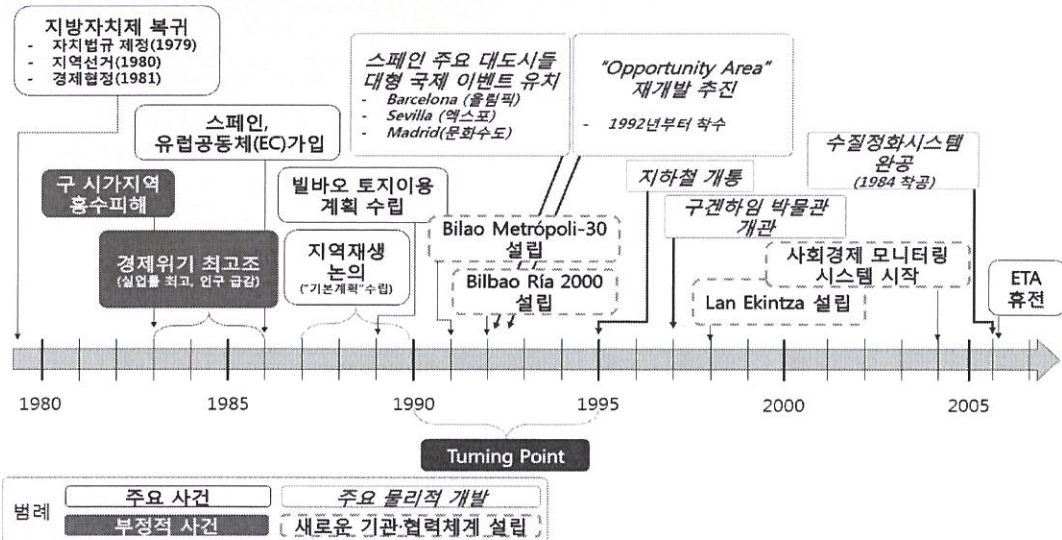 지방자치제 복귀
- 자치법규 제정(1979)
- 지역선거(1980)
- 경제협정(1981)
스페인,
유럽공동체(EC)가입
구 시가지역
홍수피해
경제위기 최고조
(실업률 최고, 인구 급감)
빌바오 토지이용
계획 수립
지역재생
논의
("기본계획"수립)
스페인 주요 대도시들
대형 국제 이벤트 유치
- Barcelona (올림픽)
- Sevilla (엑스포)
- Madrid(문화수도)
"Opportunity Area"
재개발 추진
- 1992년부터 착수
Bilao Metrópoli-30
설립
Bilbao Ría 2000
설립
지하철 개통
구겐하임 박물관
개관
Lan Ekintza 설립
수질정화시스템
완공
(1984 착공)
사회경제 모니터링
시스템 시작
ETA
휴전
1980
1985
1990
1995
2000
2005
Turning Point
범례
주요 사건
주요 물리적 개발
부정적 사건
새로운 기관·협력체계 설립